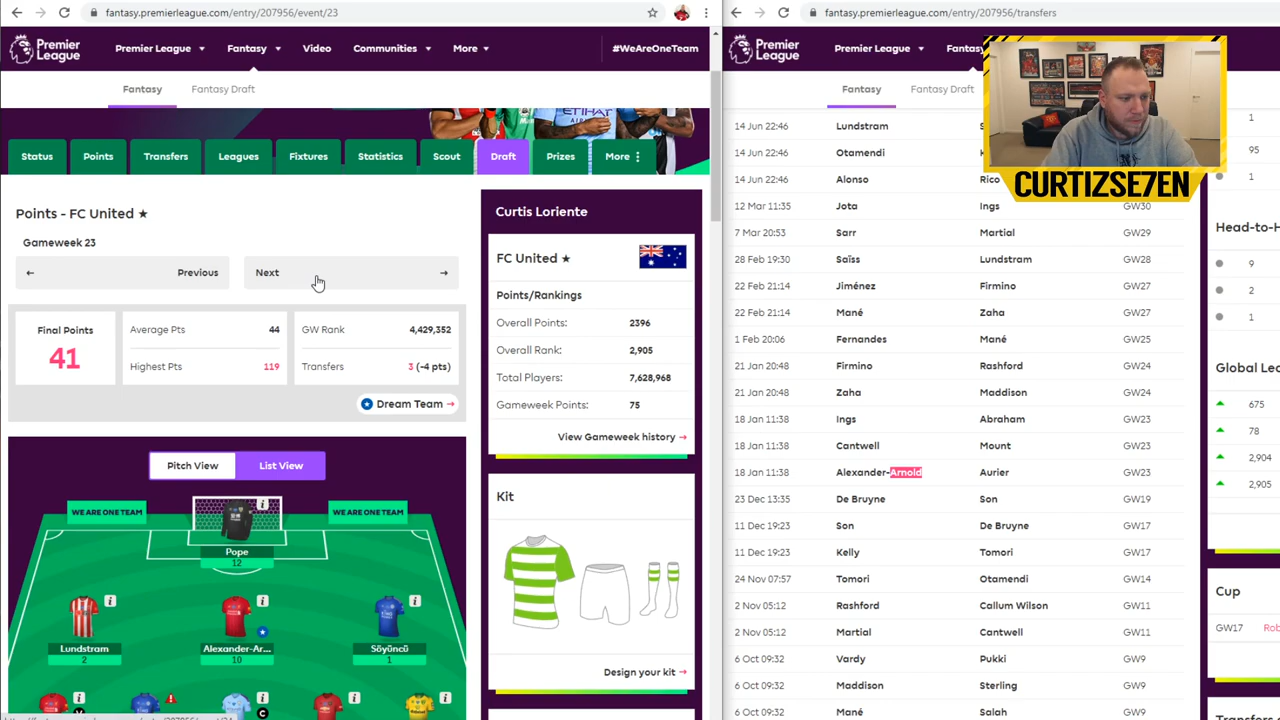 fantasy.premierleague.com/entry/207956/event/23
Premier League
Premier League
Fantasy
Video
Communities
More
#WeAreOneTeam
Fantasy
Fantasy Draft
ETIHAD
Status
Points
Transfers
Leagues
Fixtures
Statistics
Scout
Draft
Prizes
More
Points - FC United ★
Gameweek 23
← Previous
Next →
Final Points
41
Average Pts 44
Highest Pts 119
GW Rank 4,429,352
Transfers 3 (-4 pts)
Dream Team →
Pitch View
List View
WE ARE ONE TEAM
WE ARE ONE TEAM
Pope
12
Lundstram
2
Alexander-Ar...
10
Söyüncü
1
V
C
Curtis Loriente
FC United ★
Points/Rankings
Overall Points: 2396
Overall Rank: 2,905
Total Players: 7,628,968
Gameweek Points: 75
View Gameweek history →
Kit
Design your kit →
fantasy.premierleague.com/entry/207956/transfers
Premier League
Premier League
Fantasy
Fantasy Draft
CURTIZSE7EN
14 Jun 22:46 Lundstram
14 Jun 22:46 Otamendi
14 Jun 22:46 Alonso Rico
12 Mar 11:35 Jota Ings GW30
7 Mar 20:53 Sarr Martial GW29
28 Feb 19:30 Saïss Lundstram GW28
22 Feb 21:14 Jiménez Firmino GW27
22 Feb 21:14 Mané Zaha GW27
1 Feb 20:06 Fernandes Mané GW25
21 Jan 20:48 Firmino Rashford GW24
21 Jan 20:48 Zaha Maddison GW24
18 Jan 11:38 Ings Abraham GW23
18 Jan 11:38 Cantwell Mount GW23
18 Jan 11:38 Alexander-Arnold Aurier GW23
23 Dec 13:35 De Bruyne Son GW19
11 Dec 19:23 Son De Bruyne GW17
11 Dec 19:23 Kelly Tomori GW17
24 Nov 07:57 Tomori Otamendi GW14
2 Nov 05:12 Rashford Callum Wilson GW11
2 Nov 05:12 Martial Cantwell GW11
6 Oct 09:32 Vardy Pukki GW9
6 Oct 09:32 Maddison Sterling GW9
6 Oct 09:32 Mané Salah GW9
1
95
1
Head-to-H
9
2
1
Global Le
675
78
2,904
2,905
Cup
GW17 Rob